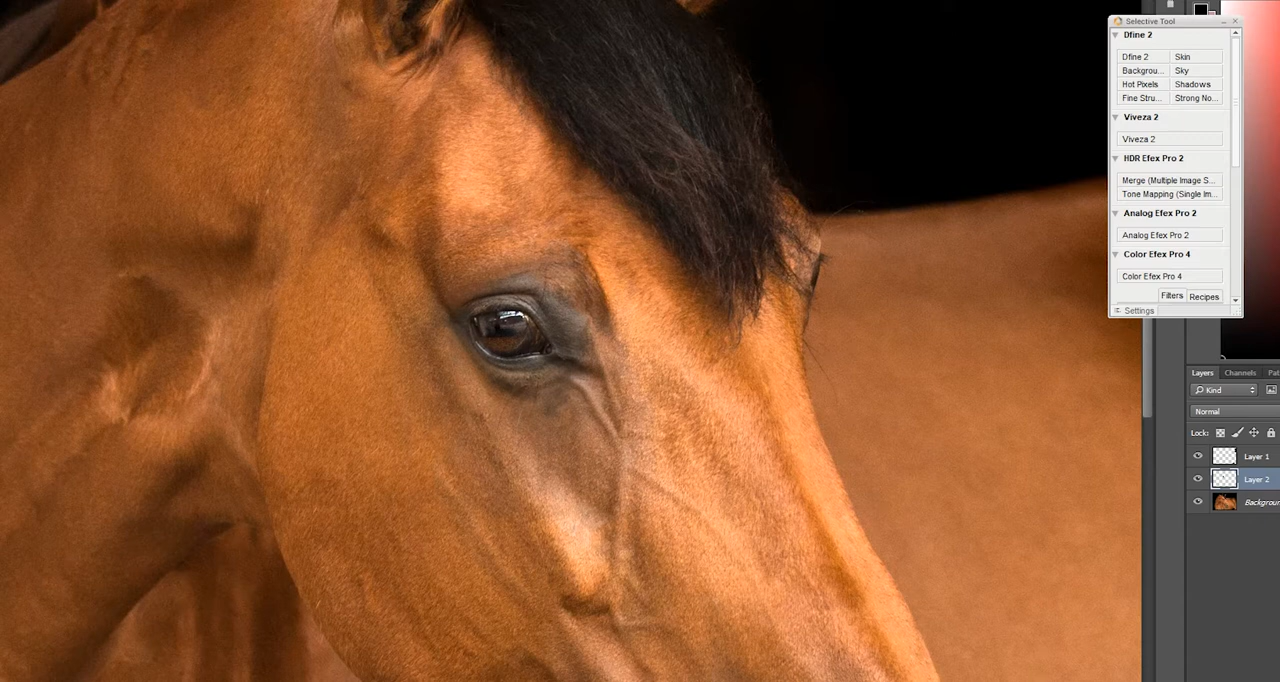 Selective Tool
Dfine 2
Dfine 2 Skin
Backgrou... Sky
Hot Pixels Shadows
Fine Stru... Strong No...
Viveza 2
Viveza 2
HDR Efex Pro 2
Merge (Multiple Image S...
Tone Mapping (Single Im...
Analog Efex Pro 2
Analog Efex Pro 2
Color Efex Pro 4
Color Efex Pro 4
Filters Recipes
Settings
Layers Channels Pat
Kind
Normal
Lock:
Layer 1
Layer 2
Backgroun